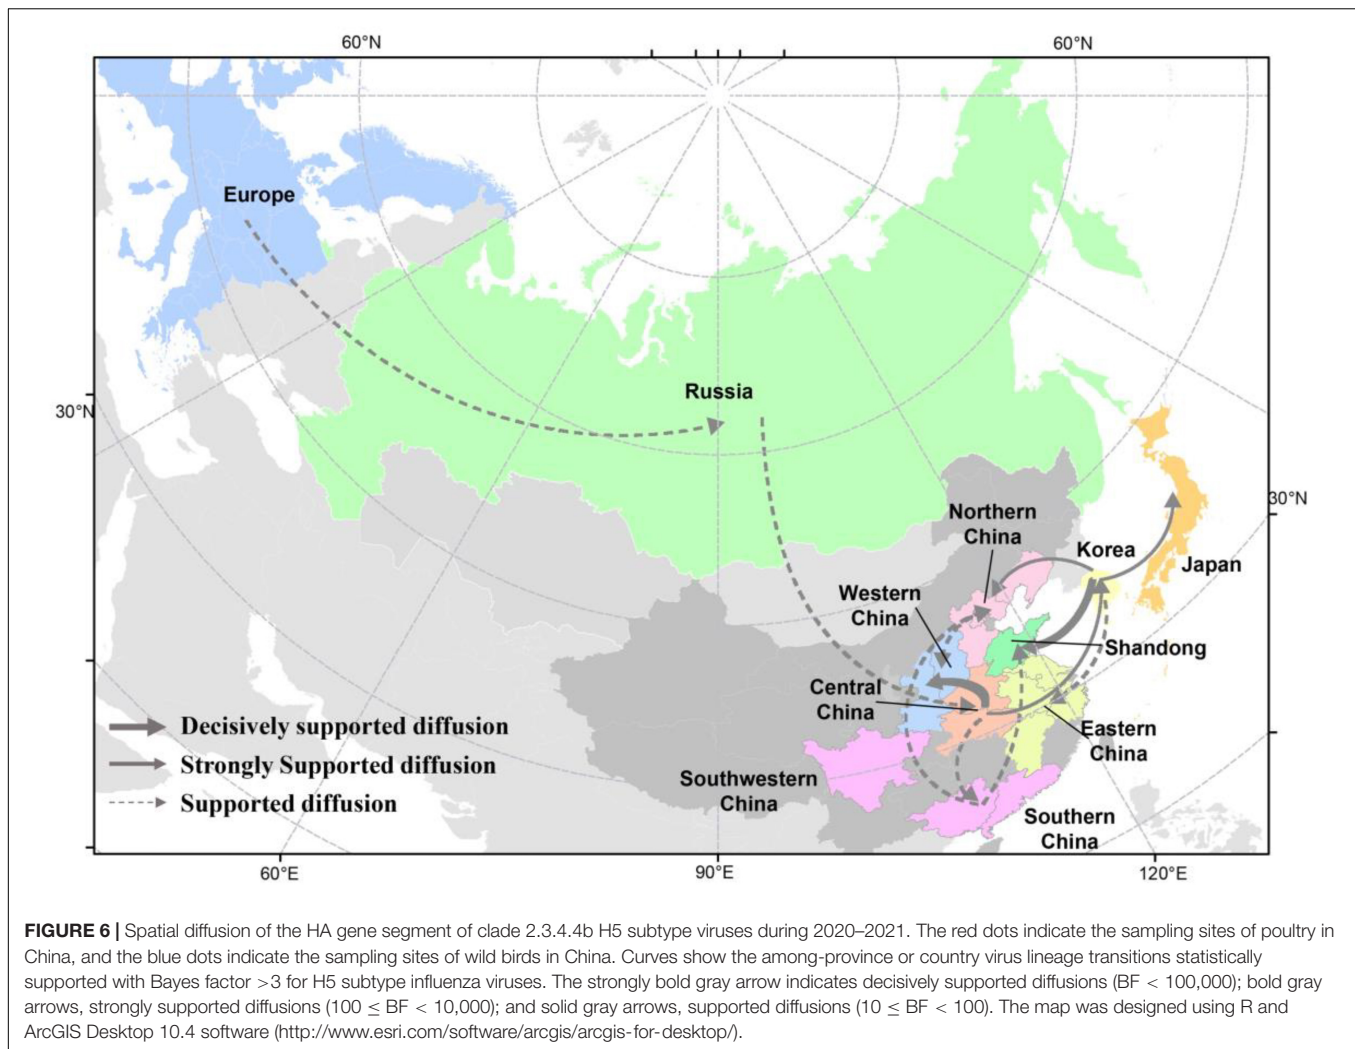 60°N
60°N
Europe
Russia
30°N
30°N
Northern
China
Korea
Japan
Western
China
Shandong
Central
China
Eastern
China
Southwestern
China
Southern
China
Decisively supported diffusion
Strongly Supported diffusion
Supported diffusion
60°E
90°E
120°E
FIGURE 6 | Spatial diffusion of the HA gene segment of clade 2.3.4.4b H5 subtype viruses during 2020–2021. The red dots indicate the sampling sites of poultry in
China, and the blue dots indicate the sampling sites of wild birds in China. Curves show the among-province or country virus lineage transitions statistically
supported with Bayes factor >3 for H5 subtype influenza viruses. The strongly bold gray arrow indicates decisively supported diffusions (BF < 100,000); bold gray
arrows, strongly supported diffusions (100 ≤ BF < 10,000); and solid gray arrows, supported diffusions (10 ≤ BF < 100). The map was designed using R and
ArcGIS Desktop 10.4 software (http://www.esri.com/software/arcgis/arcgis-for-desktop/).